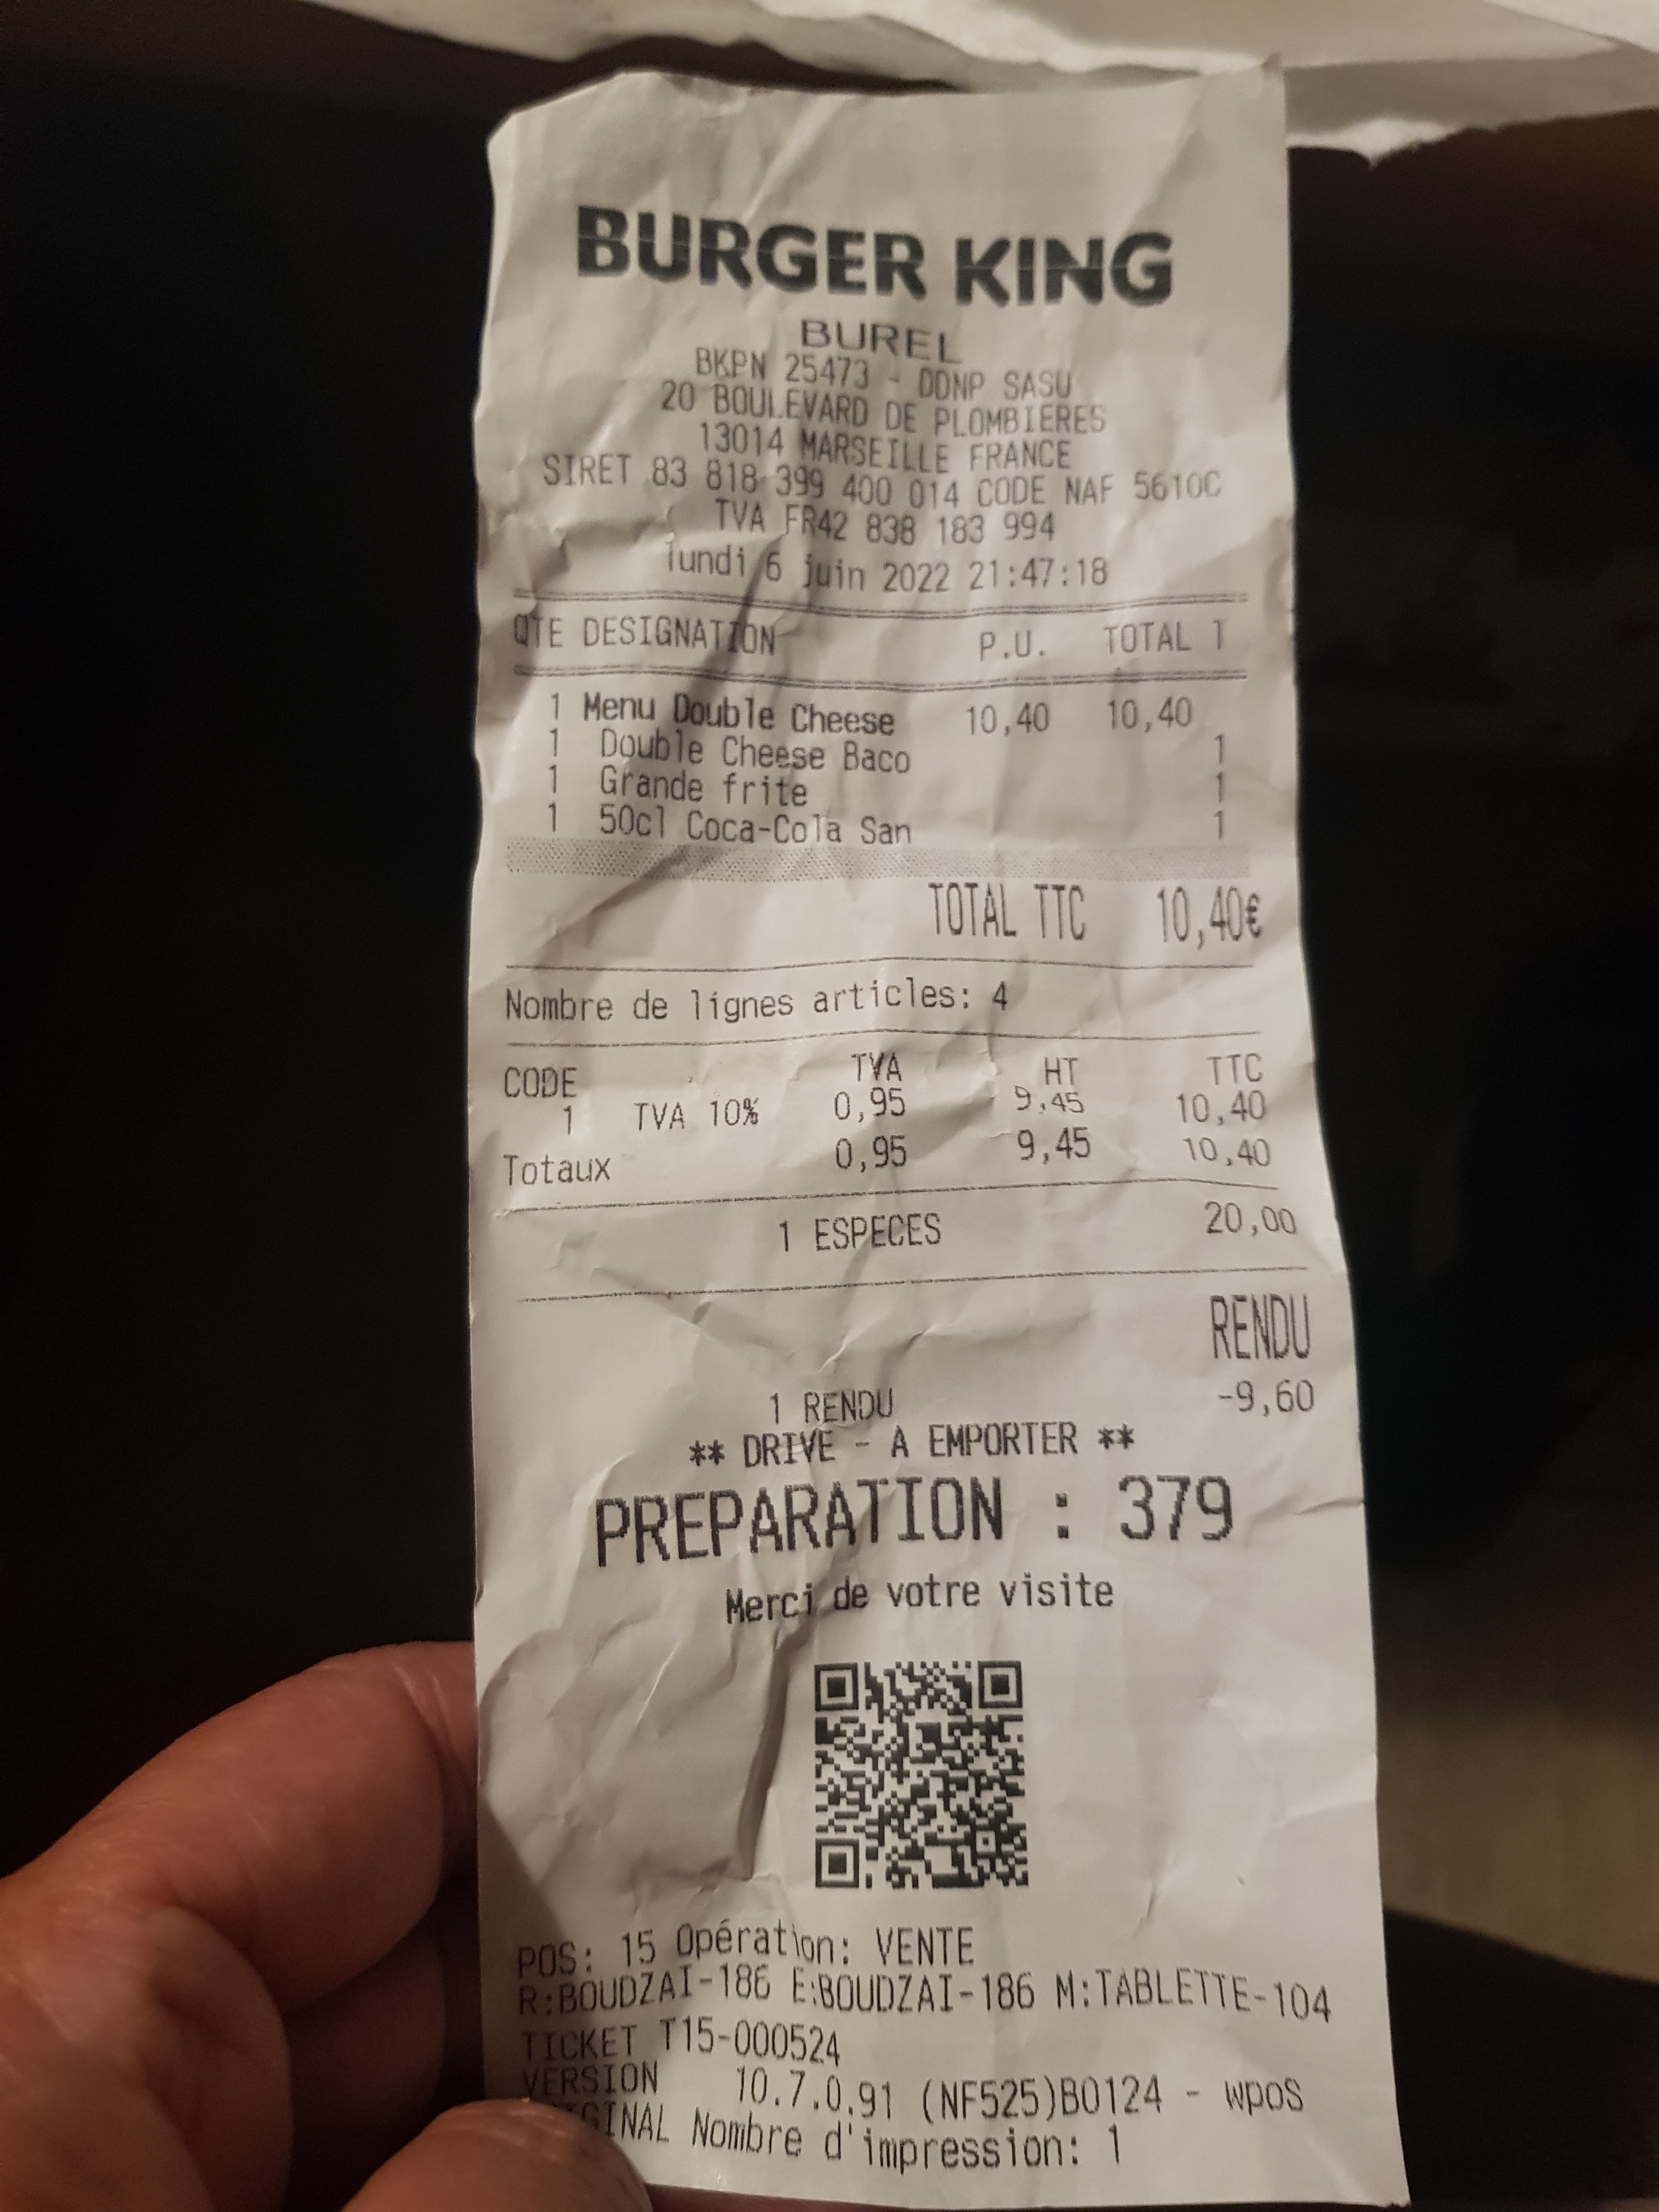 BURGER KING
BUREL
BKPN 25473 - DDNP SASU
20 BOULEVARD DE PLOMBIERES
13014 MARSEILLE FRANCE
SIRET 83 818 399 400 014 CODE NAF 5610C
TVA FR42 838 183 994
lundi 6 juin 2022 21:47:18
QTE DESIGNATION P.U. TOTAL T
1 Menu Double Cheese 10,40 10,40
1 Double Cheese Baco 1
1 Grande frite 1
1 50cl Coca-Cola San 1
TOTAL TTC 10,40€
Nombre de lignes articles: 4
CODE TVA HT TTC
1 TVA 10% 0,95 9,45 10,40
Totaux 0,95 9,45 10,40
1 ESPECES 20,00
RENDU
1 RENDU -9,60
** DRIVE - A EMPORTER **
PREPARATION : 379
Merci de votre visite
POS: 15 Opération: VENTE
R:BOUDZAI-186 E:BOUDZAI-186 M:TABLETTE-104
TICKET T15-000524
VERSION 10.7.0.91 (NF525)B0124 - wpos
GINAL Nombre d'impression: 1